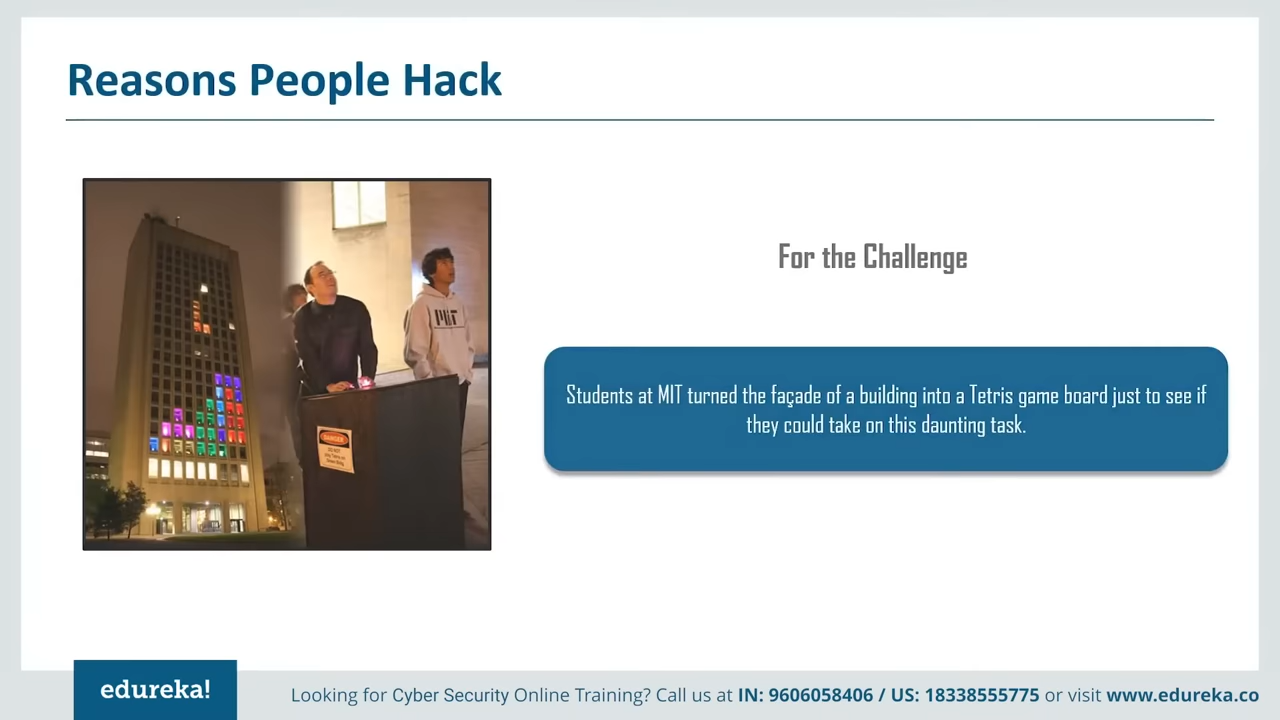 Reasons People Hack
For the Challenge
MIT
DANGER
Students at MIT turned the façade of a building into a Tetris game board just to see if
they could take on this daunting task.
edureka!
Looking for Cyber Security Online Training? Call us at IN: 9606058406 / US: 18338555775 or visit www.edureka.co